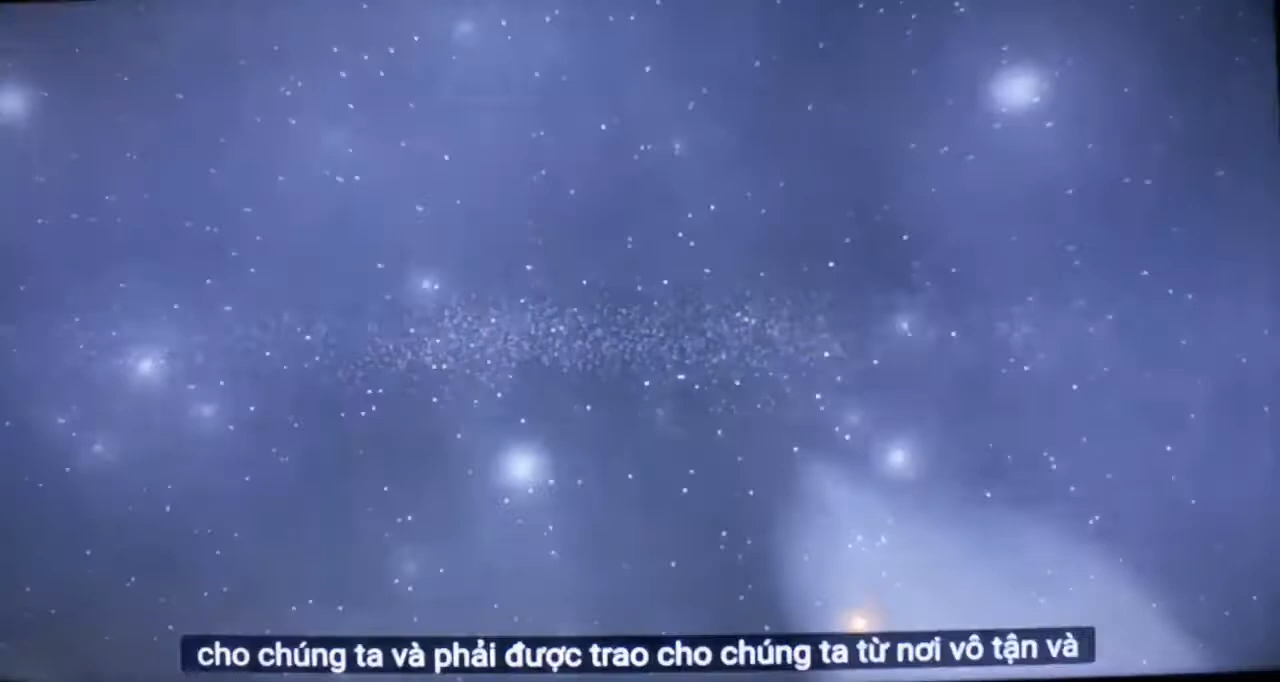 cho chúng ta và phải được trao cho chúng ta từ nơi vô tận và